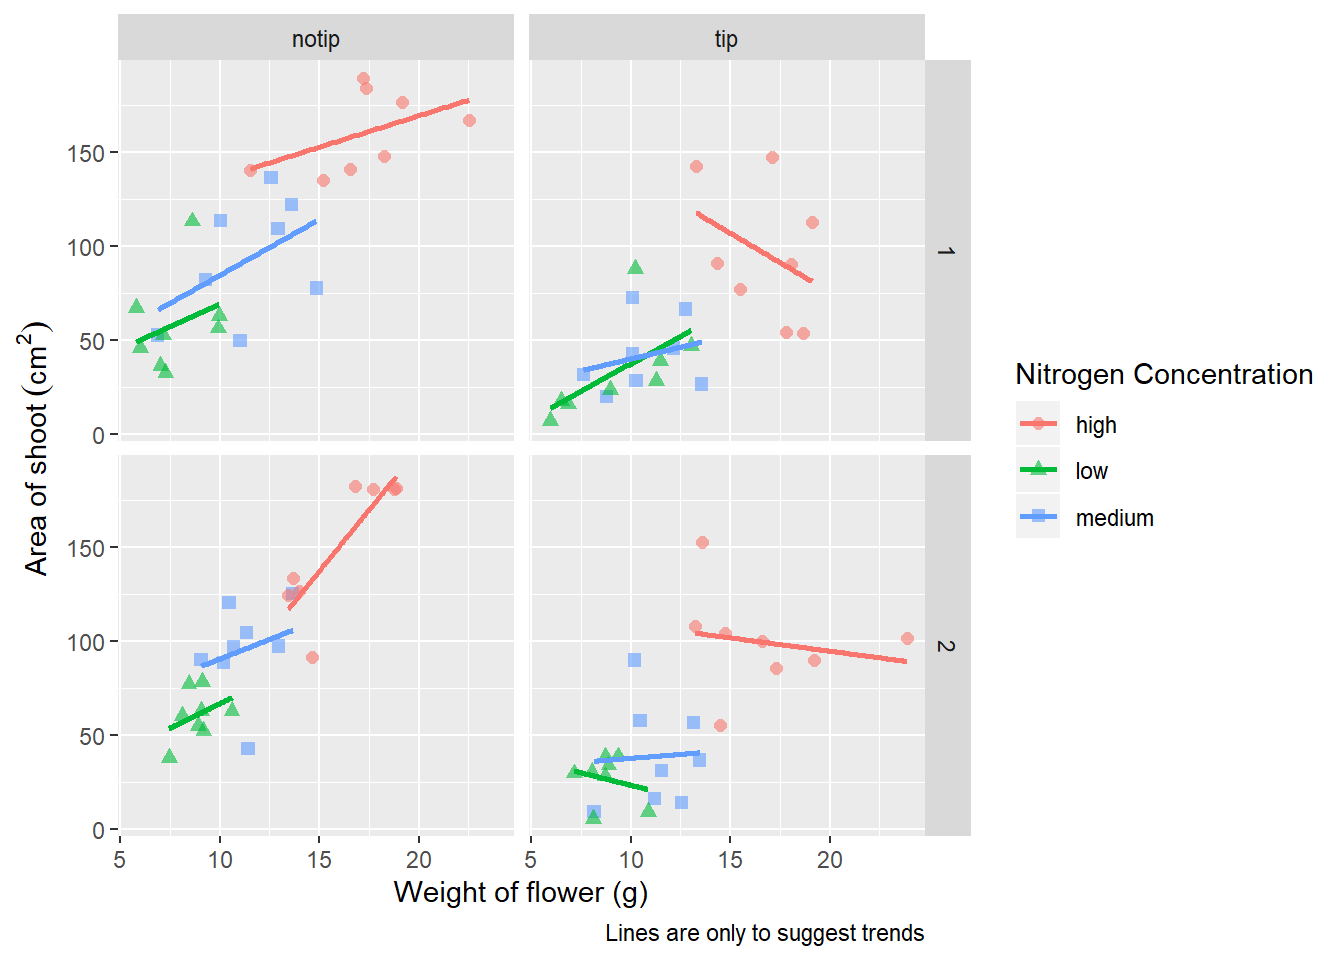 notip
tip
150
100
50
0
1
Area of shoot (cm²)
150
100
50
0
2
5 10 15 20
5 10 15 20
Weight of flower (g)
Lines are only to suggest trends
Nitrogen Concentration
high
low
medium